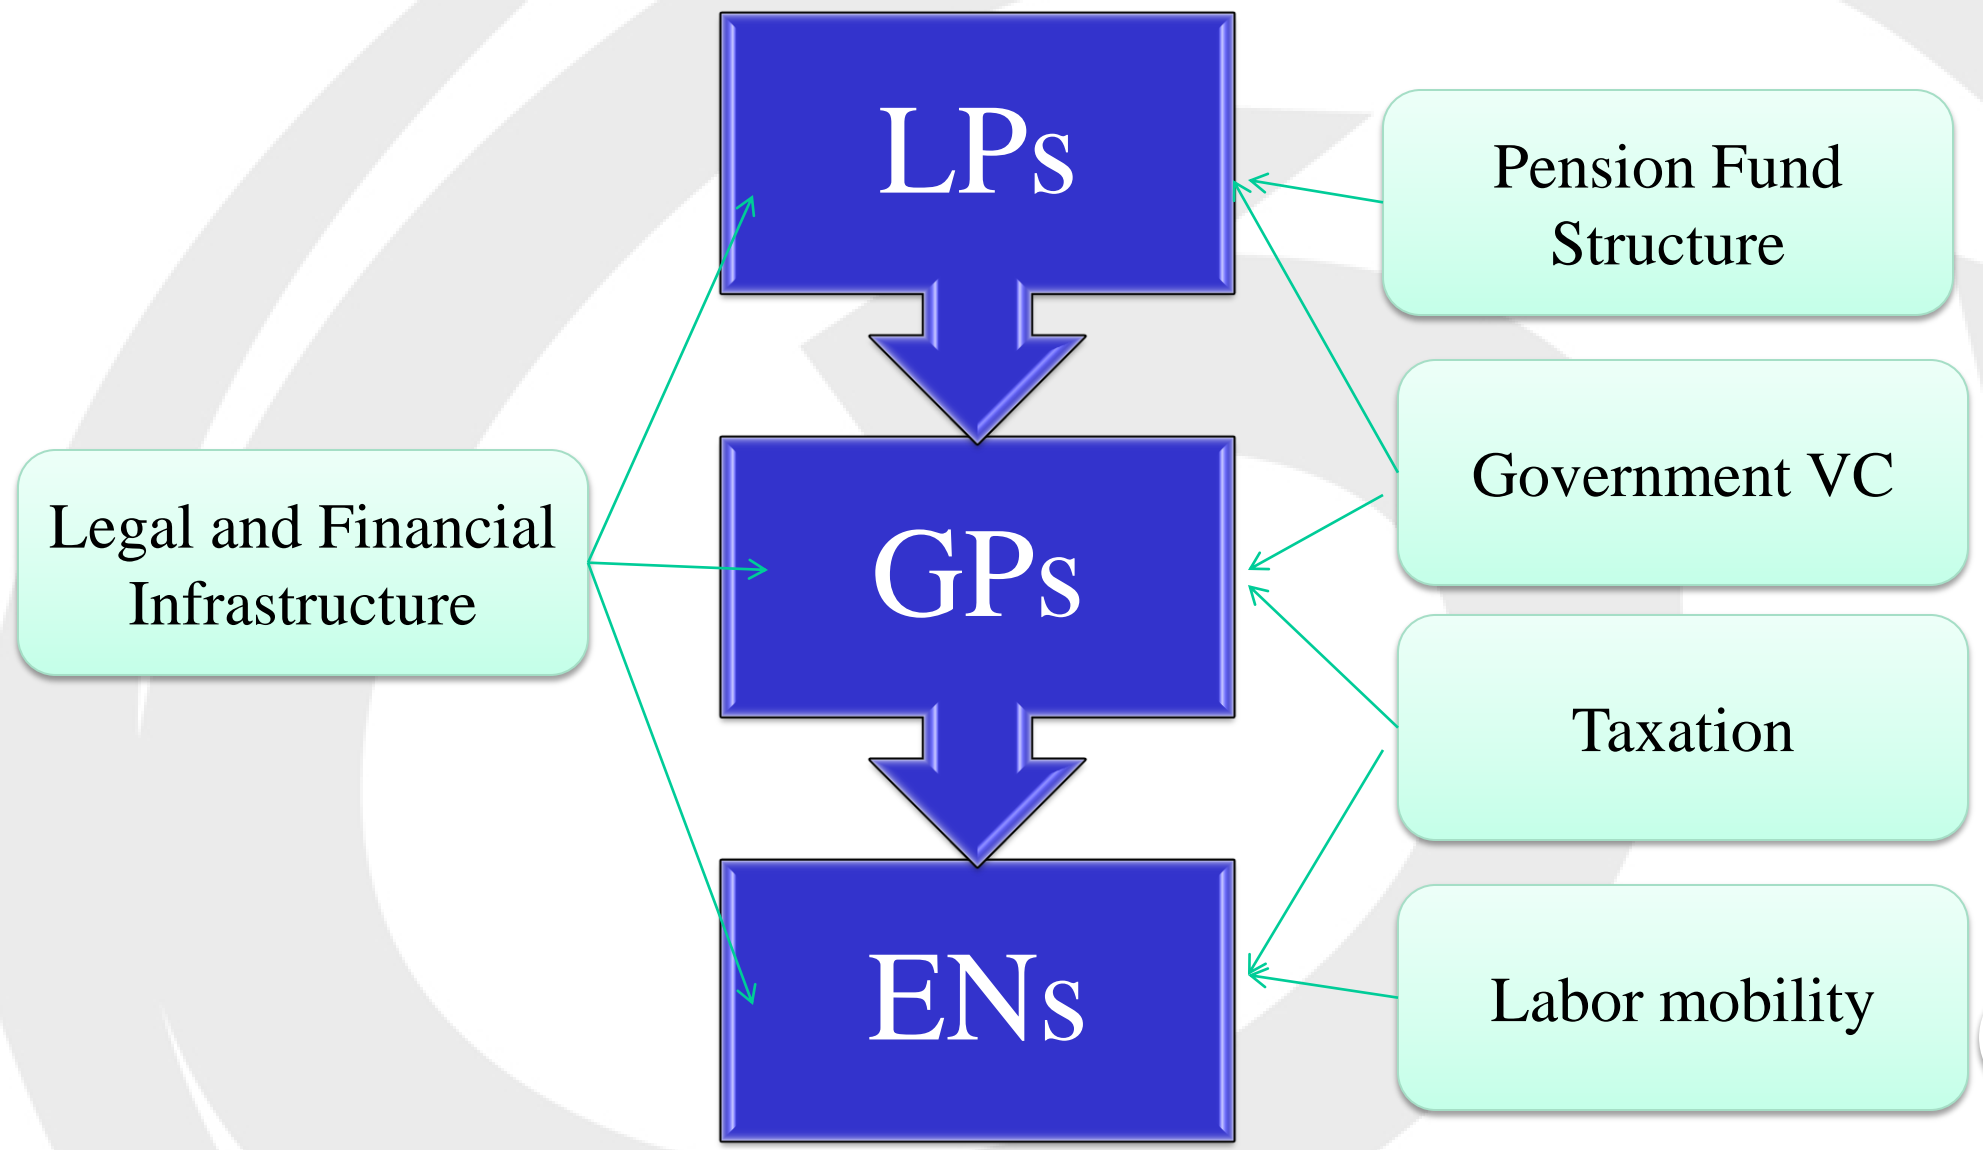 LPs
Pension Fund
Structure
Government VC
Legal and Financial
Infrastructure
GPs
Taxation
ENs
Labor mobility